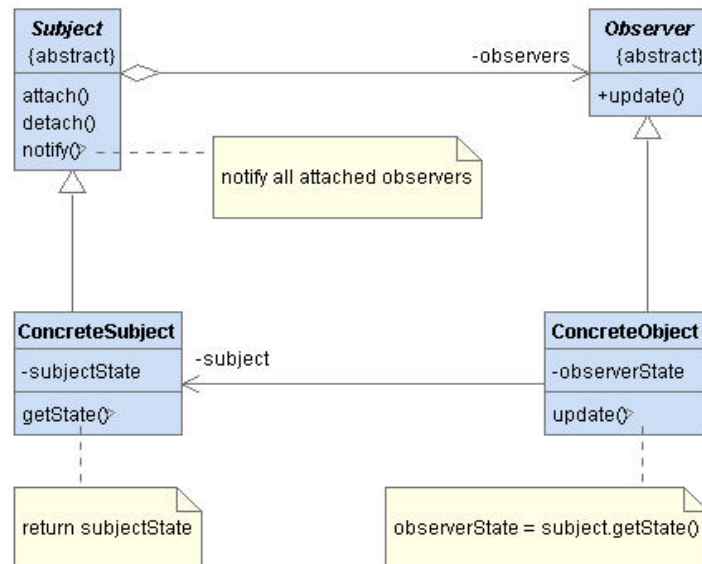 Subject
{abstract}
attach()
detach()
notify()
Observer
{abstract}
+update()
-observers
notify all attached observers
ConcreteSubject
-subjectState
getState()
-subject
ConcreteObject
-observerState
update()
return subjectState
observerState = subject.getState()